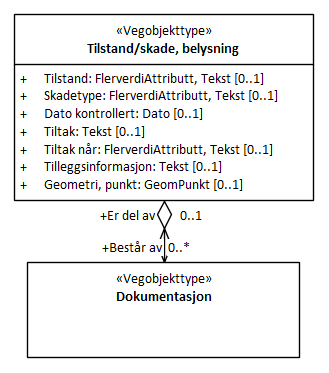 «Vegobjekttype»
Tilstand/skade, belysning
+ Tilstand: FlerverdiAttributt, Tekst [0..1]
+ Skadetype: FlerverdiAttributt, Tekst [0..1]
+ Dato kontrollert: Dato [0..1]
+ Tiltak: Tekst [0..1]
+ Tiltak når: FlerverdiAttributt, Tekst [0..1]
+ Tilleggsinformasjon: Tekst [0..1]
+ Geometri, punkt: GeomPunkt [0..1]
+Er del av 0..1
+Består av 0..*
«Vegobjekttype»
Dokumentasjon